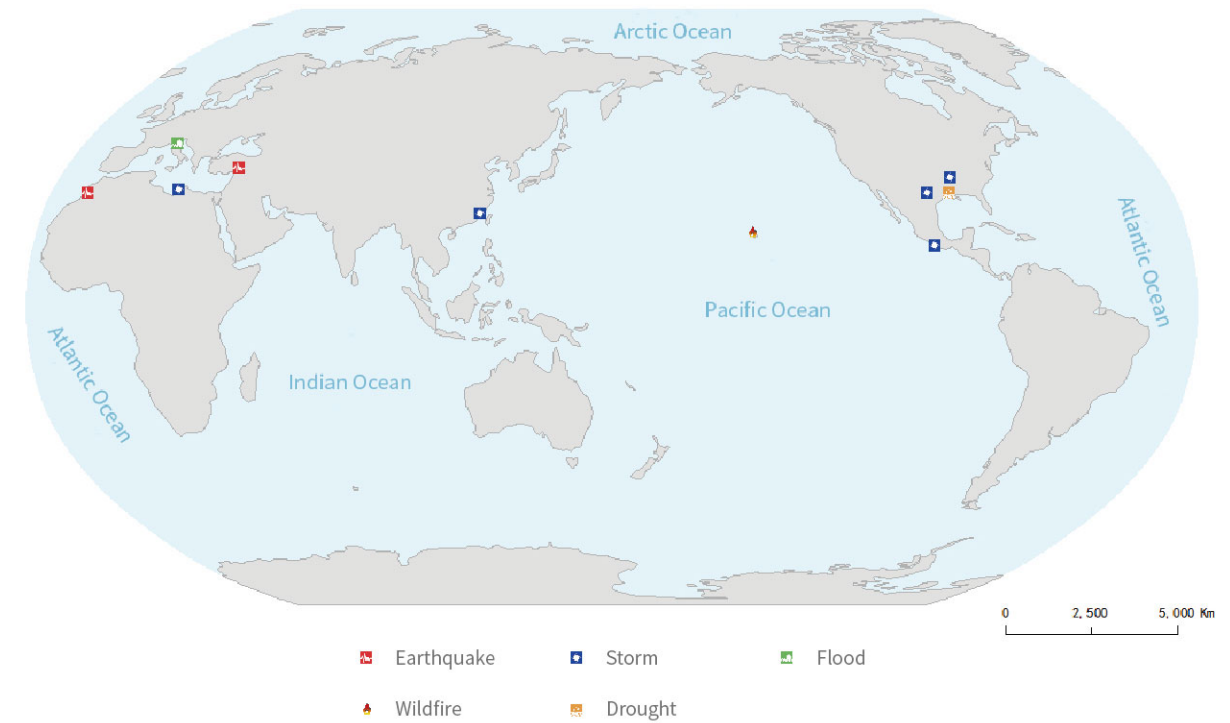 Arctic Ocean
Atlantic Ocean
Pacific Ocean
Atlantic Ocean
Indian Ocean
0 2,500 5,000 Km
Earthquake Storm Flood
Wildfire Drought